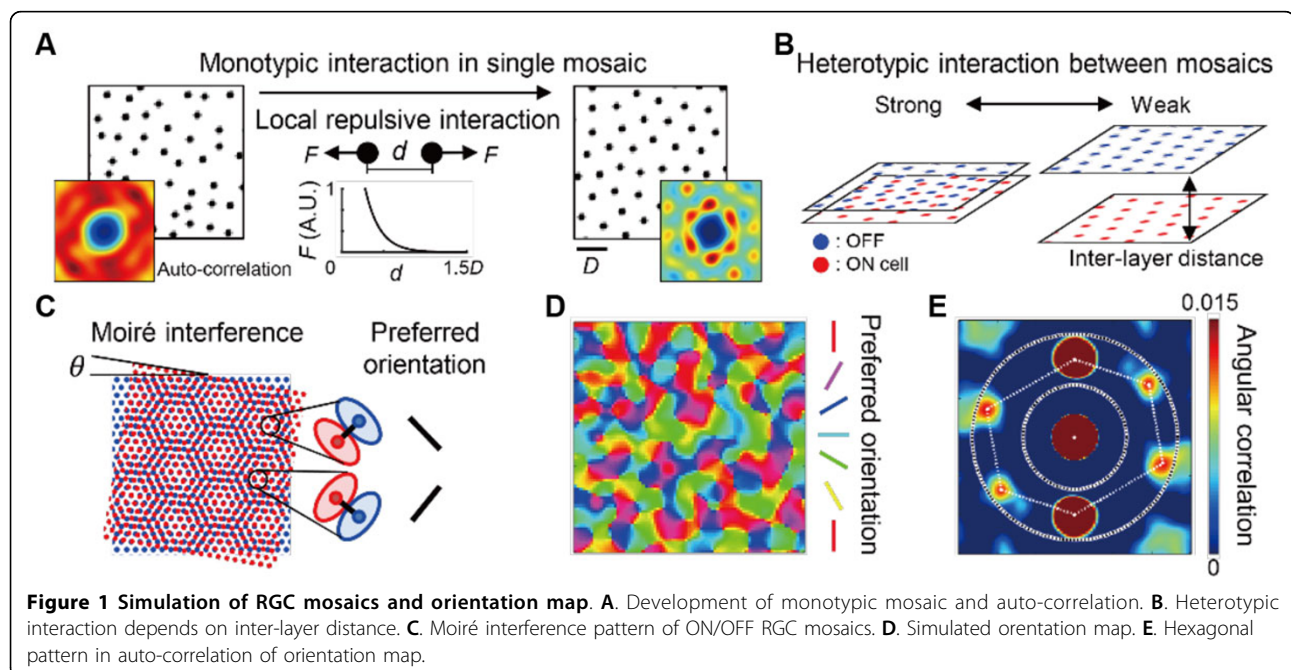 A
Monotypic interaction in single mosaic
Local repulsive interaction
F d F
F (A.U.)
1
0
d
1.5D
Auto-correlation
D
B
Heterotypic interaction between mosaics
Strong Weak
: OFF
: ON cell
Inter-layer distance
C
Moiré interference
Preferred
orientation
θ
D
Preferred orientation
E
0.015
Angular correlation
0
Figure 1 Simulation of RGC mosaics and orientation map. A. Development of monotypic mosaic and auto-correlation. B. Heterotypic
interaction depends on inter-layer distance. C. Moiré interference pattern of ON/OFF RGC mosaics. D. Simulated orentation map. E. Hexagonal
pattern in auto-correlation of orientation map.